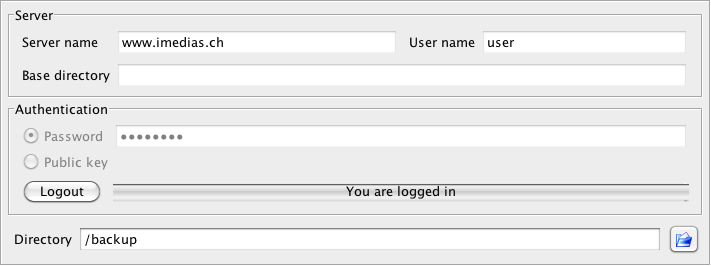 Server
Server name www.imedias.ch User name user
Base directory
Authentication
Password ●●●●●●●●
Public key
Logout You are logged in
Directory /backup